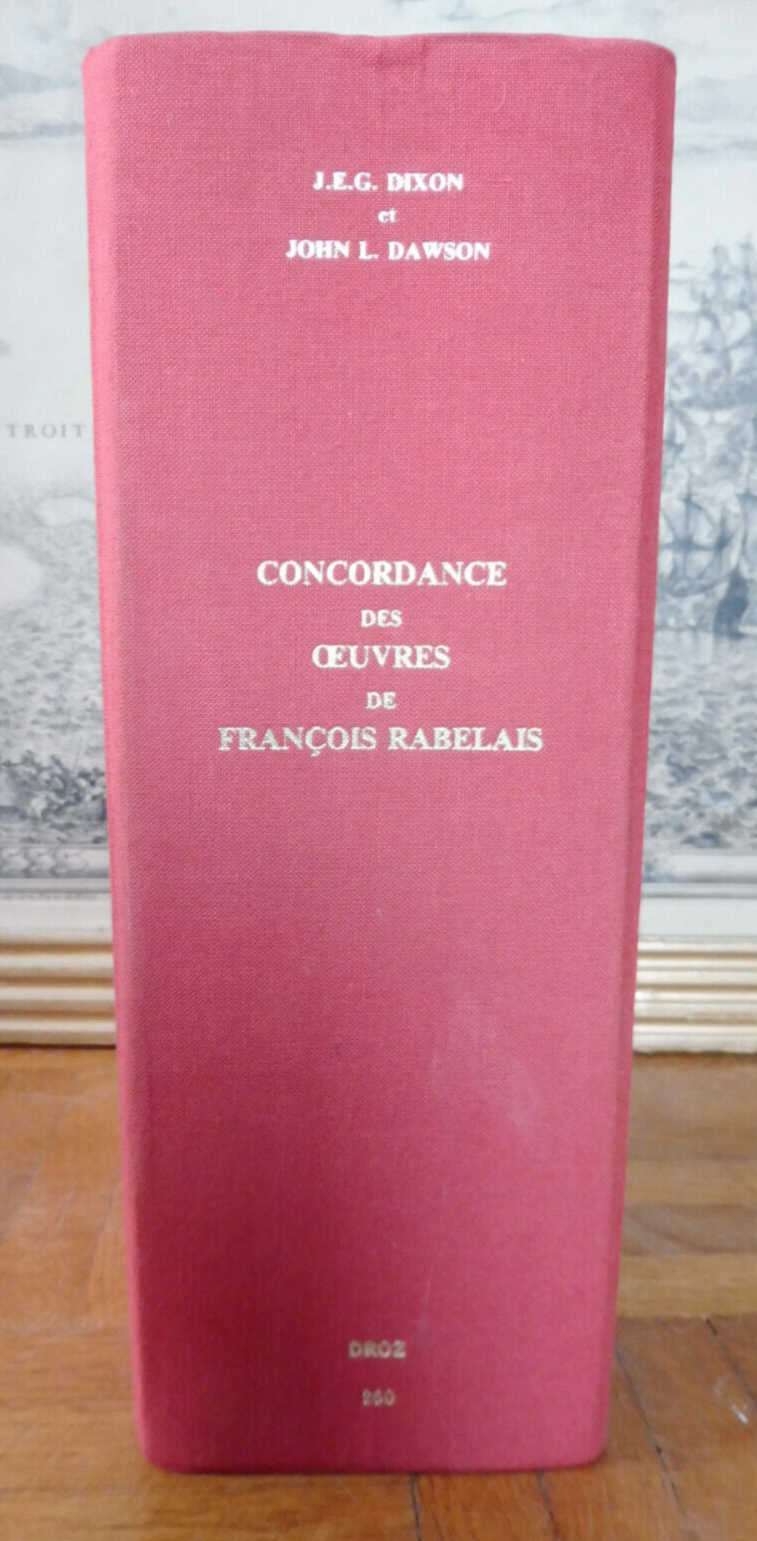 J.E.G. DIXON
et
JOHN L. DAWSON
TROIT
CONCORDANCE
DES
ŒUVRES
DE
FRANÇOIS RABELAIS
DROZ
260